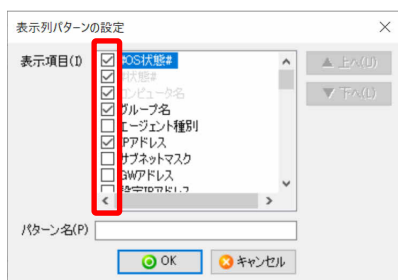 表示列パターンの設定
表示項目(I)
#OS状態#
#状態#
コンピュータ名
グループ名
エージェント種別
IPアドレス
サブネットマスク
GWアドレス
設定IPアドレス
▲ 上へ(U)
▼ 下へ(L)
パターン名(P)
OK
キャンセル